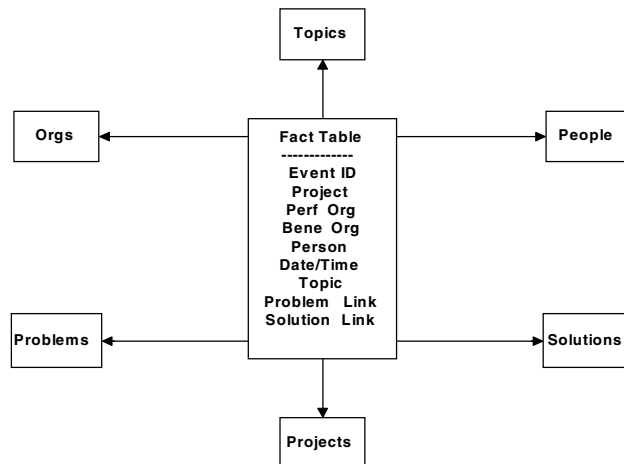 Topics
Orgs
People
Fact Table
-------------
Event ID
Project
Perf Org
Bene Org
Person
Date/Time
Topic
Problem Link
Solution Link
Problems
Solutions
Projects